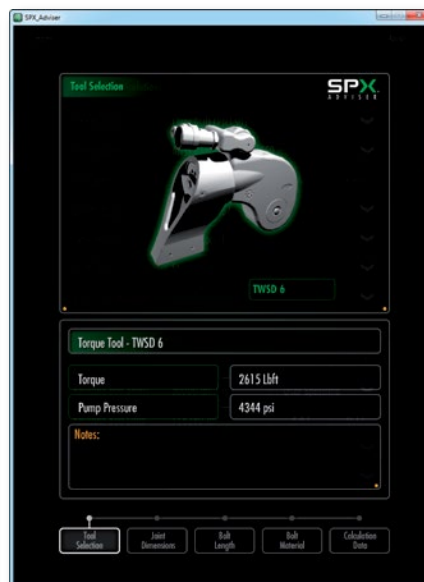 SPX_Adviser
Tool Selection
SPX
ADVISER
TWSD 6
Torque Tool - TWSD 6
Torque
2615 Lbft
Pump Pressure
4344 psi
Notes:
Tool
Selection
Joint
Dimensions
Bolt
Length
Bolt
Material
Calculation
Data